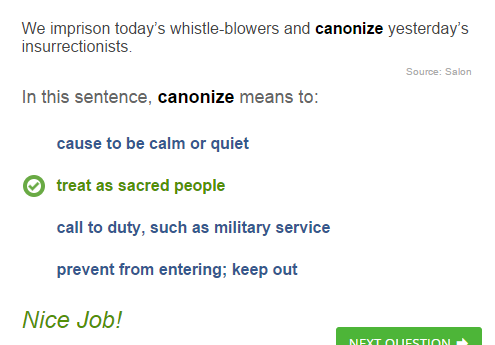 We imprison today’s whistle-blowers and canonize yesterday’s
insurrectionists.
Source: Salon
In this sentence, canonize means to:
cause to be calm or quiet
treat as sacred people
call to duty, such as military service
prevent from entering; keep out
Nice Job!
NEXT QUESTION